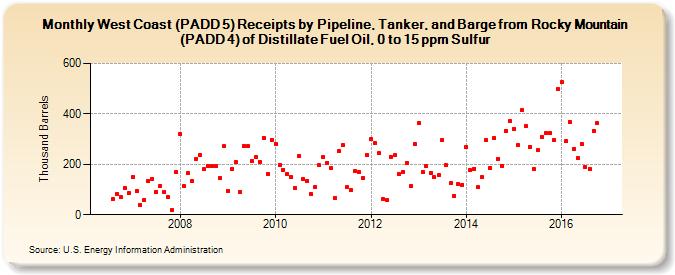 Monthly West Coast (PADD 5) Receipts by Pipeline, Tanker, and Barge from Rocky Mountain
(PADD 4) of Distillate Fuel Oil, 0 to 15 ppm Sulfur
Thousand Barrels
600
400
200
0
2008 2010 2012 2014 2016
Source: U.S. Energy Information Administration